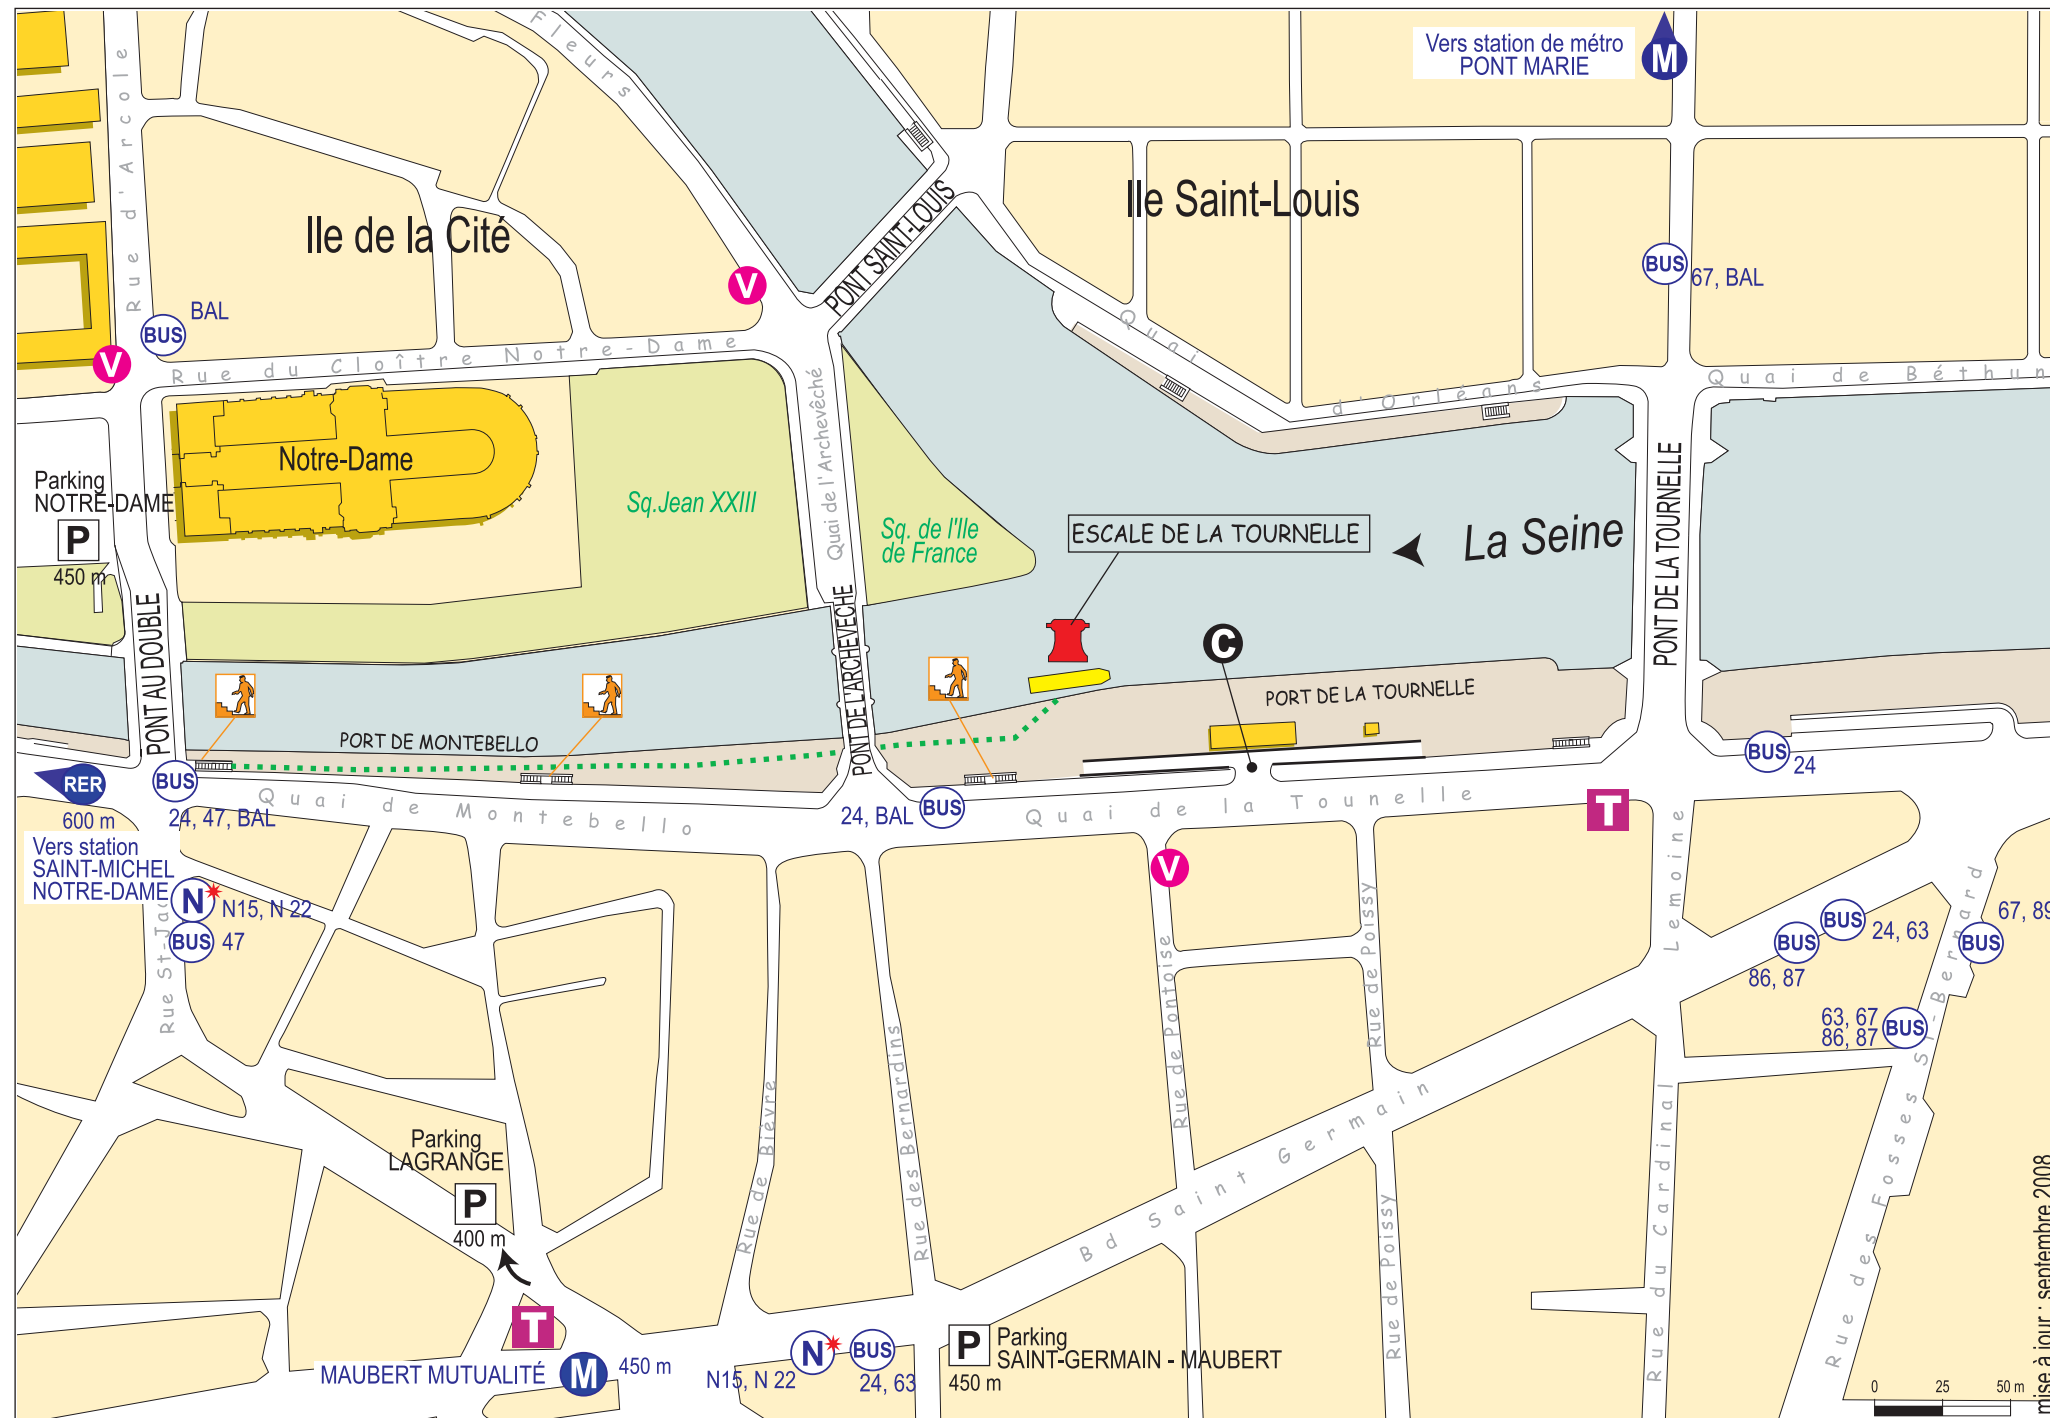 Vers station de métro
PONT MARIE
M
Fleurs
Rue d'Arcole
Ile de la Cité
Ile Saint-Louis
PONT SAINT-LOUIS
V
BUS
67, BAL
BAL
BUS
V
Rue du Cloître Notre-Dame
Quai d'Orléans
Quai de Béthun
Quai de l'Archevêché
Notre-Dame
Parking
NOTRE-DAME
P
450 m
Sq.Jean XXIII
Sq. de l'Ile
de France
ESCALE DE LA TOURNELLE
La Seine
PONT DE LA TOURNELLE
PONT AU DOUBLE
PONT DE L'ARCHEVECHE
C
PORT DE LA TOURNELLE
PORT DE MONTEBELLO
RER
600 m
Vers station
SAINT-MICHEL
NOTRE-DAME
BUS
24, 47, BAL
Quai de Montebello
24, BAL
BUS
Quai de la Tounelle
T
BUS
24
V
N
N15, N 22
BUS
47
Rue St-Jac
Lemoine
Rue du Cardinal
Rue de Poissy
Rue de Poissy
Rue de Pontoise
Rue de Bièvre
Rue des Bernardins
BUS
24, 63
BUS
86, 87
67, 89
BUS
63, 67
86, 87
BUS
Rue des Fosses St-Bernard
Bd Saint Germain
Parking
LAGRANGE
P
400 m
T
MAUBERT MUTUALITÉ
M
450 m
N
N15, N 22
BUS
24, 63
P
Parking
SAINT-GERMAIN - MAUBERT
450 m
0 25 50 m
mise à jour : septembre 2008